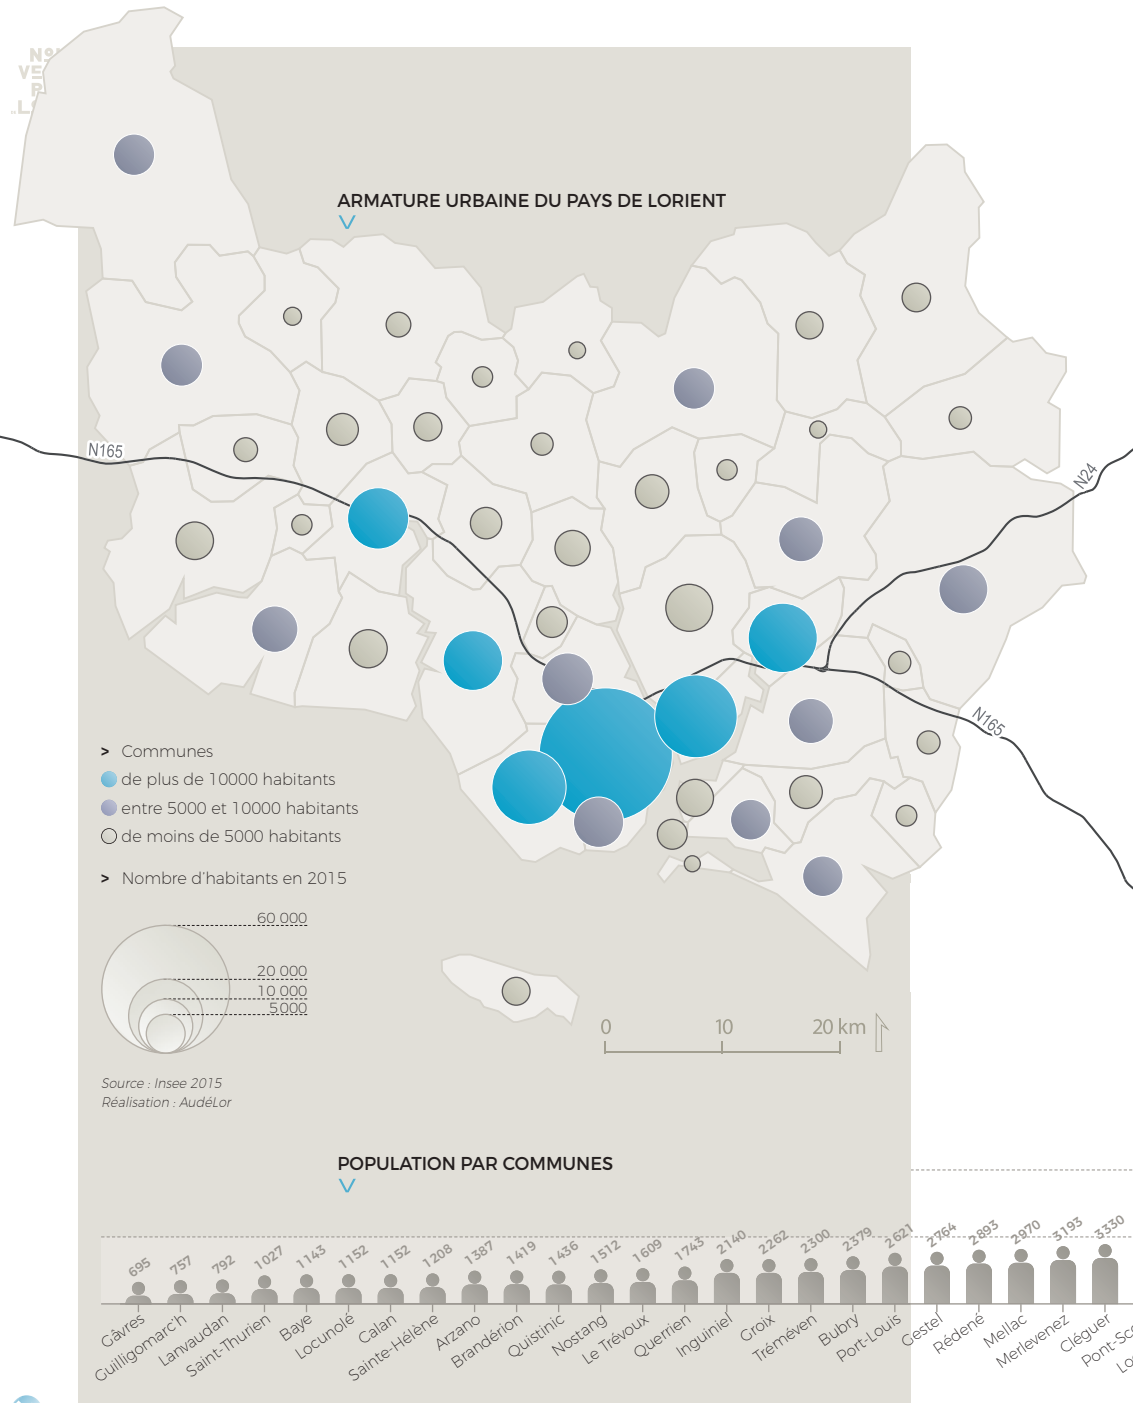 ARMATURE URBAINE DU PAYS DE LORIENT
N165
N24
N165
> Communes
de plus de 10000 habitants
entre 5000 et 10000 habitants
de moins de 5000 habitants
> Nombre d'habitants en 2015
60 000
20 000
10 000
5000
0 10 20 km
Source : Insee 2015
Réalisation : AudéLor
POPULATION PAR COMMUNES
695 757 792 1027 1143 1152 1152 1208 1387 1419 1436 1512 1609 1743 2140 2262 2300 2379 2621 2764 2893 2970 3193 3330
Gâvres Guilligomarc'h Lanvaudan Saint-Thurien Baye Locunolé Calan Sainte-Hélène Arzano Brandérion Quistinic Nostang Le Trévoux Querrien Inguiniel Groix Tréméven Bubry Port-Louis Gestel Rédené Mellac Merlevenez Cléguer